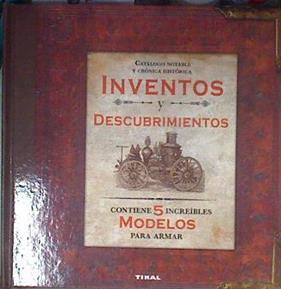 CATÁLOGO NOTABLE
Y CRÓNICA HISTÓRICA
INVENTOS
y
DESCUBRIMIENTOS
CONTIENE 5 INCREÍBLES
MODELOS
PARA ARMAR
TIKAL